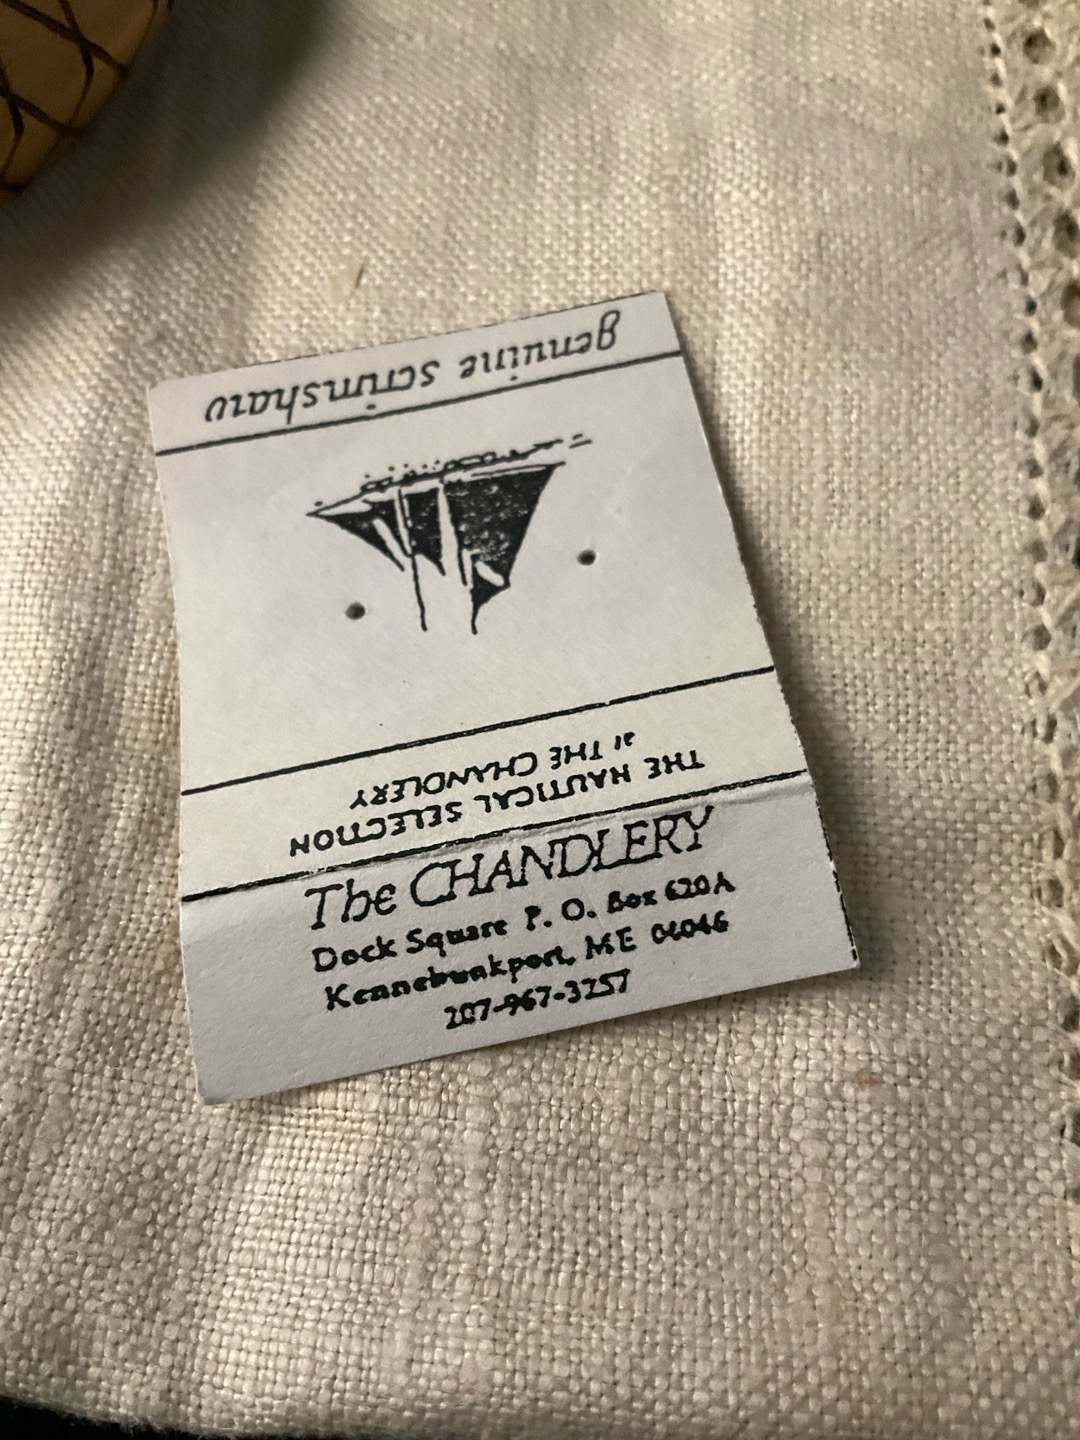 genuine scrimshaw
THE NAUTICAL SELECTION
at THE CHANDLERY
The CHANDLERY
Dock Square P. O. Box 620A
Kennebunkport, ME 04046
207-967-3257